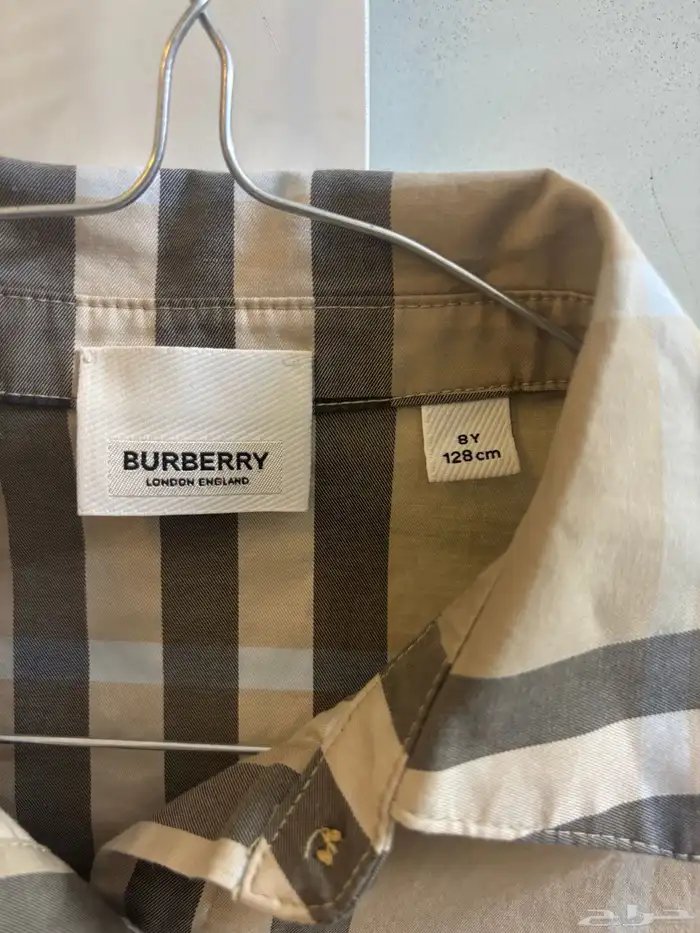 BURBERRY
LONDON ENGLAND
8Y
128 cm
حراج